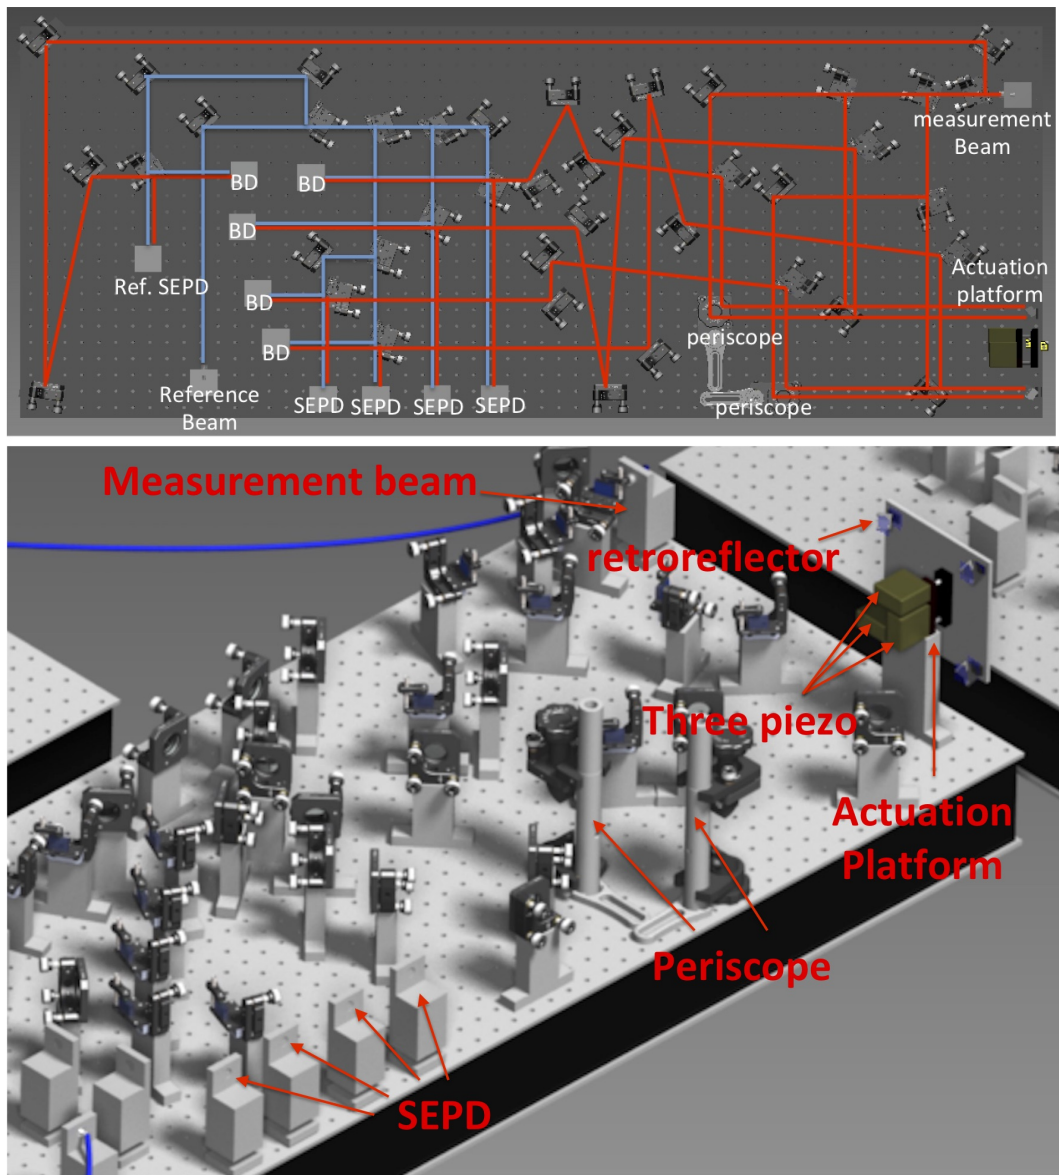 measurement
Beam
BD
BD
BD
Ref. SEPD
Actuation
platform
BD
periscope
BD
Reference
Beam
SEPD
SEPD
SEPD
SEPD
periscope
Measurement beam
retroreflector
Three piezo
Actuation
Platform
Periscope
SEPD